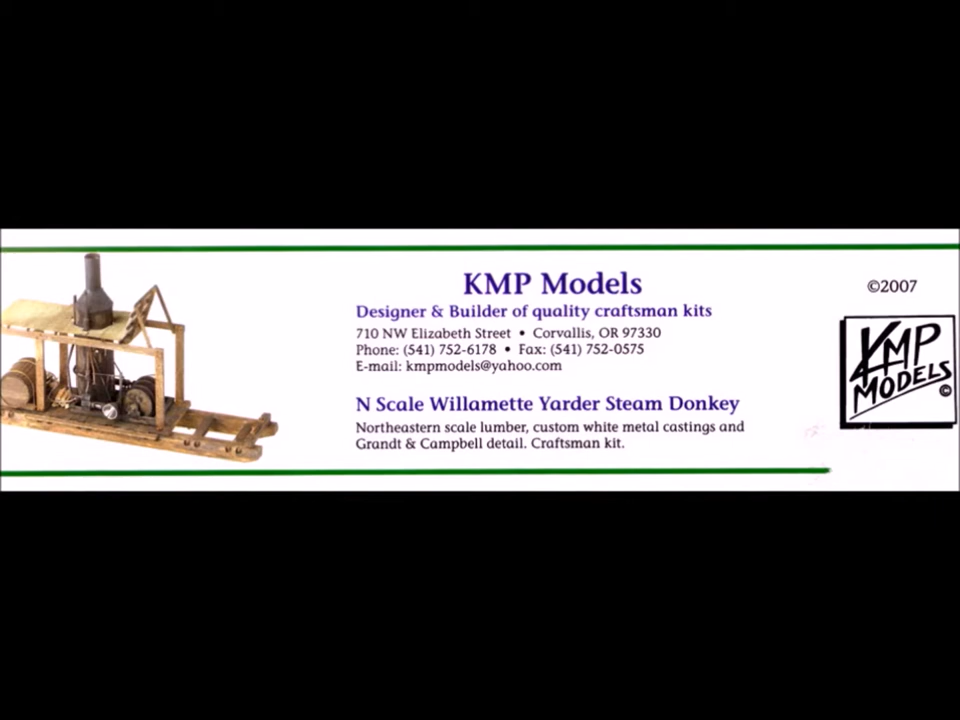 KMP Models
©2007
Designer & Builder of quality craftsman kits
710 NW Elizabeth Street • Corvallis, OR 97330
Phone: (541) 752-6178 • Fax: (541) 752-0575
E-mail: kmpmodels@yahoo.com
KMP
MODELS
©
N Scale Willamette Yarder Steam Donkey
Northeastern scale lumber, custom white metal castings and
Grandt & Campbell detail. Craftsman kit.